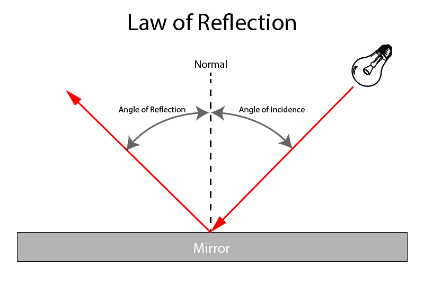 Law of Reflection
Normal
Angle of Reflection
Angle of Incidence
Mirror